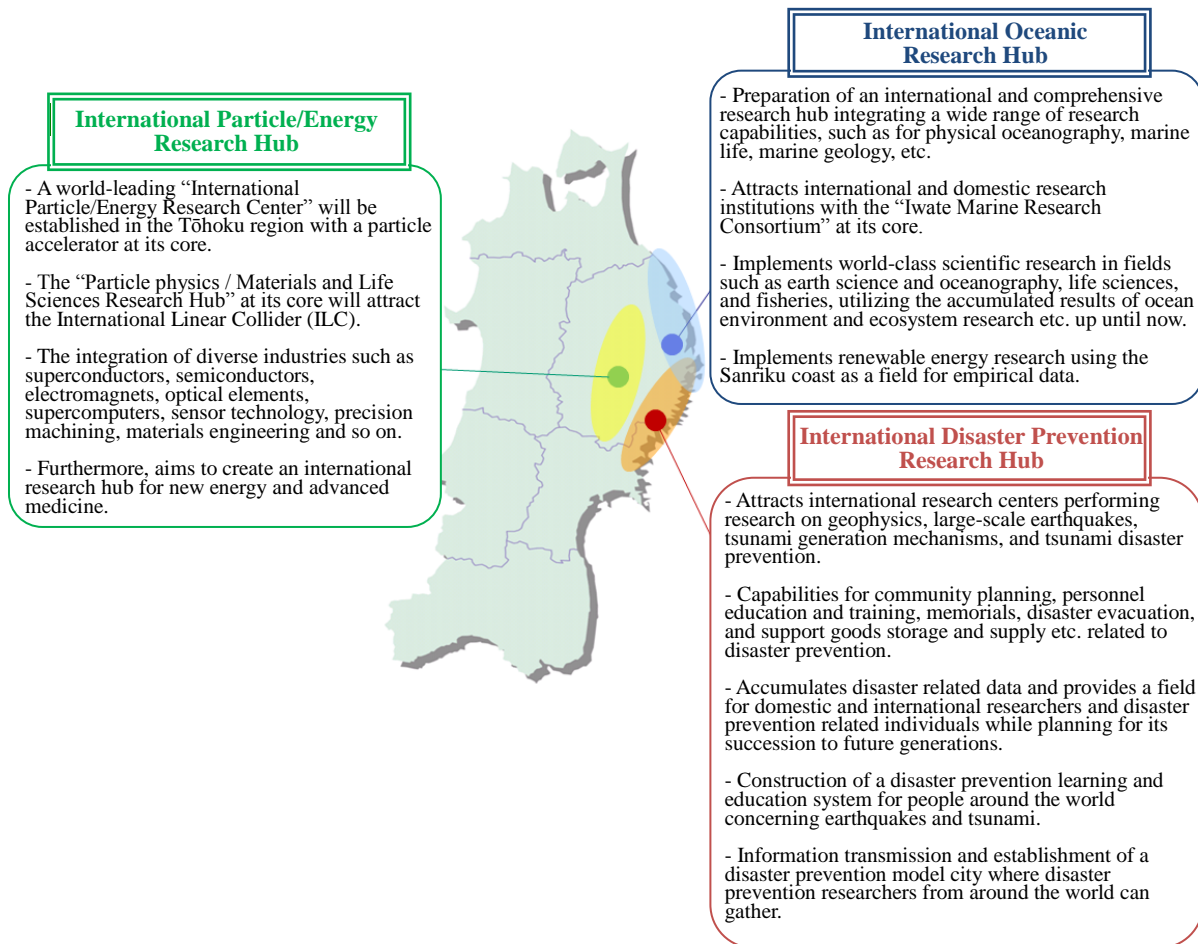 International Particle/Energy
Research Hub
- A world-leading “International
Particle/Energy Research Center” will be
established in the Tōhoku region with a particle
accelerator at its core.
- The “Particle physics / Materials and Life
Sciences Research Hub” at its core will attract
the International Linear Collider (ILC).
- The integration of diverse industries such as
superconductors, semiconductors,
electromagnets, optical elements,
supercomputers, sensor technology, precision
machining, materials engineering and so on.
- Furthermore, aims to create an international
research hub for new energy and advanced
medicine.
International Oceanic
Research Hub
- Preparation of an international and comprehensive
research hub integrating a wide range of research
capabilities, such as for physical oceanography, marine
life, marine geology, etc.
- Attracts international and domestic research
institutions with the “Iwate Marine Research
Consortium” at its core.
- Implements world-class scientific research in fields
such as earth science and oceanography, life sciences,
and fisheries, utilizing the accumulated results of ocean
environment and ecosystem research etc. up until now.
- Implements renewable energy research using the
Sanriku coast as a field for empirical data.
International Disaster Prevention
Research Hub
- Attracts international research centers performing
research on geophysics, large-scale earthquakes,
tsunami generation mechanisms, and tsunami disaster
prevention.
- Capabilities for community planning, personnel
education and training, memorials, disaster evacuation,
and support goods storage and supply etc. related to
disaster prevention.
- Accumulates disaster related data and provides a field
for domestic and international researchers and disaster
prevention related individuals while planning for its
succession to future generations.
- Construction of a disaster prevention learning and
education system for people around the world
concerning earthquakes and tsunami.
- Information transmission and establishment of a
disaster prevention model city where disaster
prevention researchers from around the world can
gather.